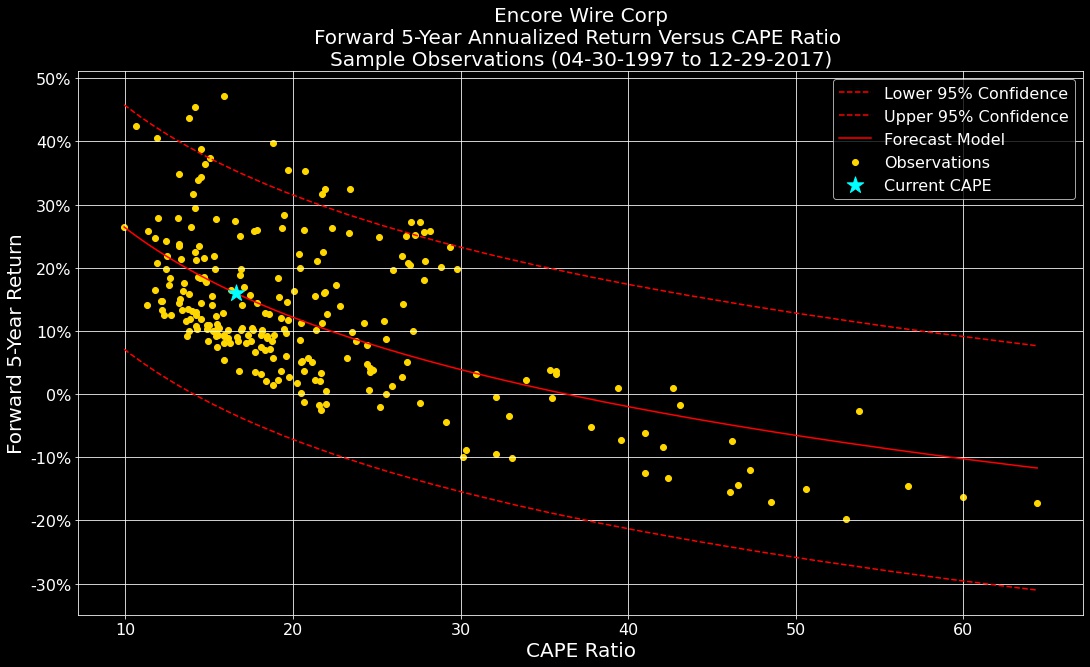 Encore Wire Corp
Forward 5-Year Annualized Return Versus CAPE Ratio
Sample Observations (04-30-1997 to 12-29-2017)
Lower 95% Confidence
Upper 95% Confidence
Forecast Model
Observations
Current CAPE
Forward 5-Year Return
50%
40%
30%
20%
10%
0%
-10%
-20%
-30%
10 20 30 40 50 60
CAPE Ratio